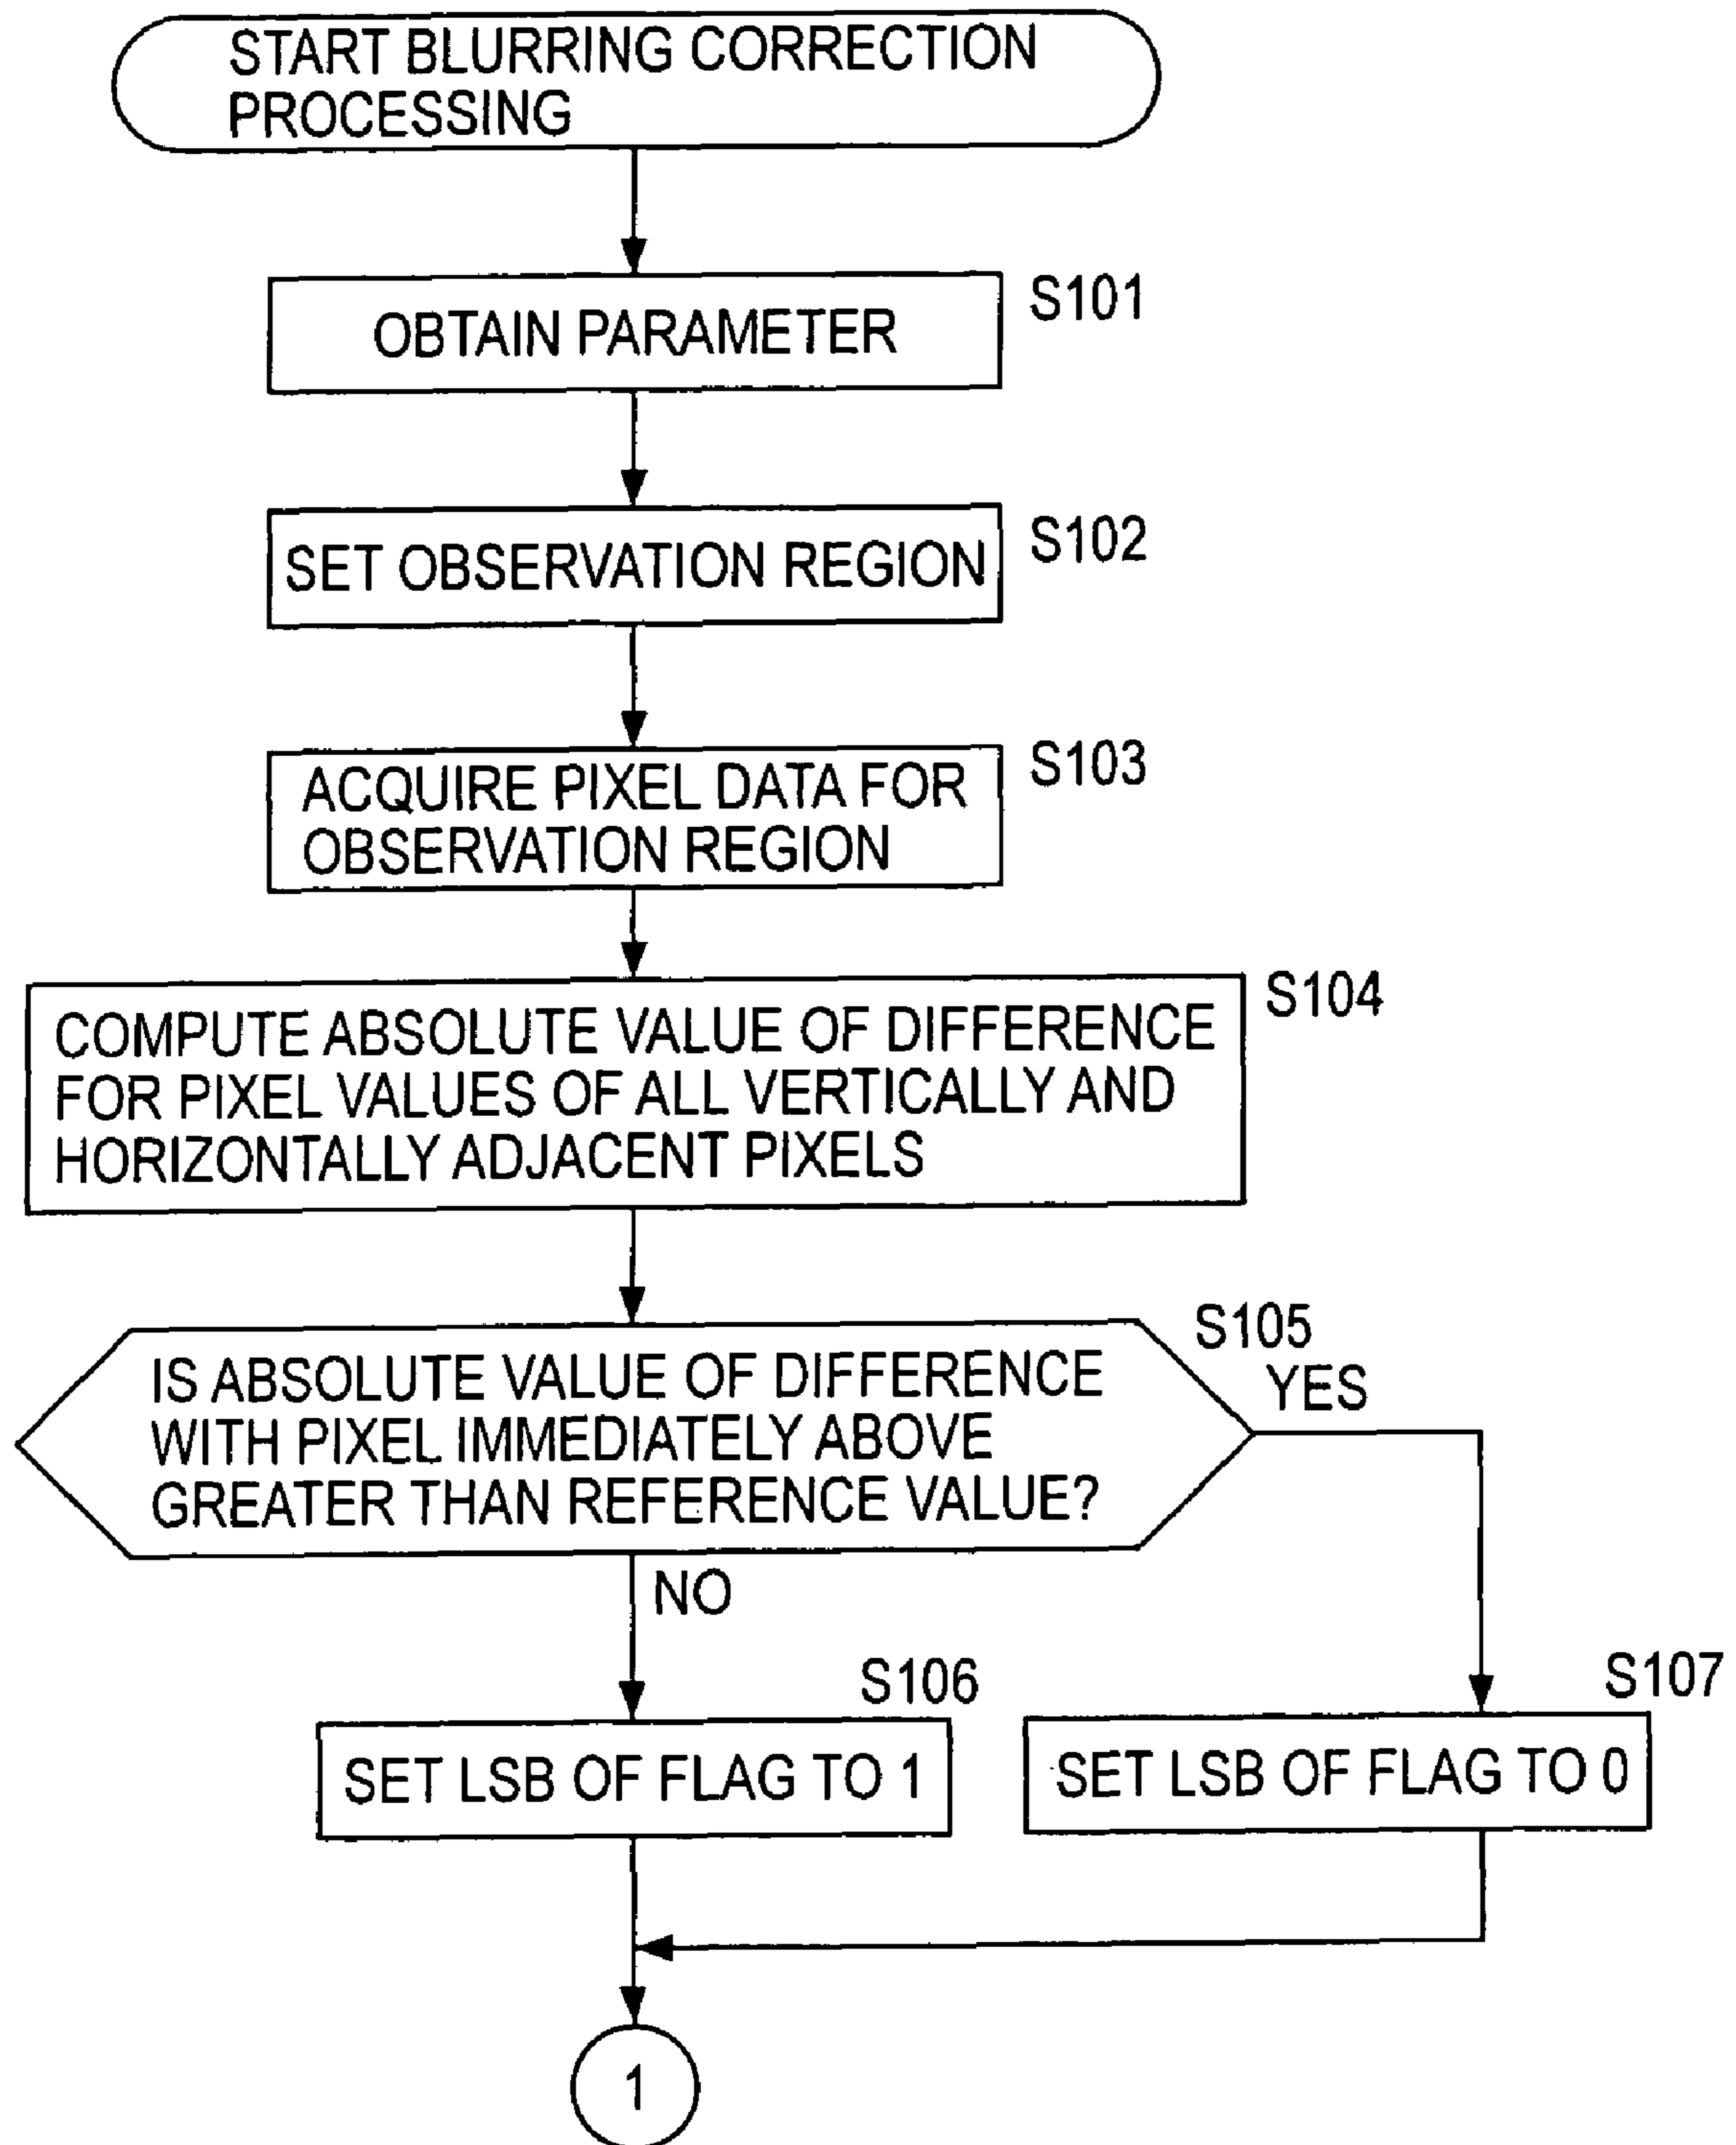 START BLURRING CORRECTION
PROCESSING
S101
OBTAIN PARAMETER
S102
SET OBSERVATION REGION
S103
ACQUIRE PIXEL DATA FOR
OBSERVATION REGION
S104
COMPUTE ABSOLUTE VALUE OF DIFFERENCE
FOR PIXEL VALUES OF ALL VERTICALLY AND
HORIZONTALLY ADJACENT PIXELS
S105
IS ABSOLUTE VALUE OF DIFFERENCE
WITH PIXEL IMMEDIATELY ABOVE
GREATER THAN REFERENCE VALUE?
YES
NO
S106
SET LSB OF FLAG TO 1
S107
SET LSB OF FLAG TO 0
1